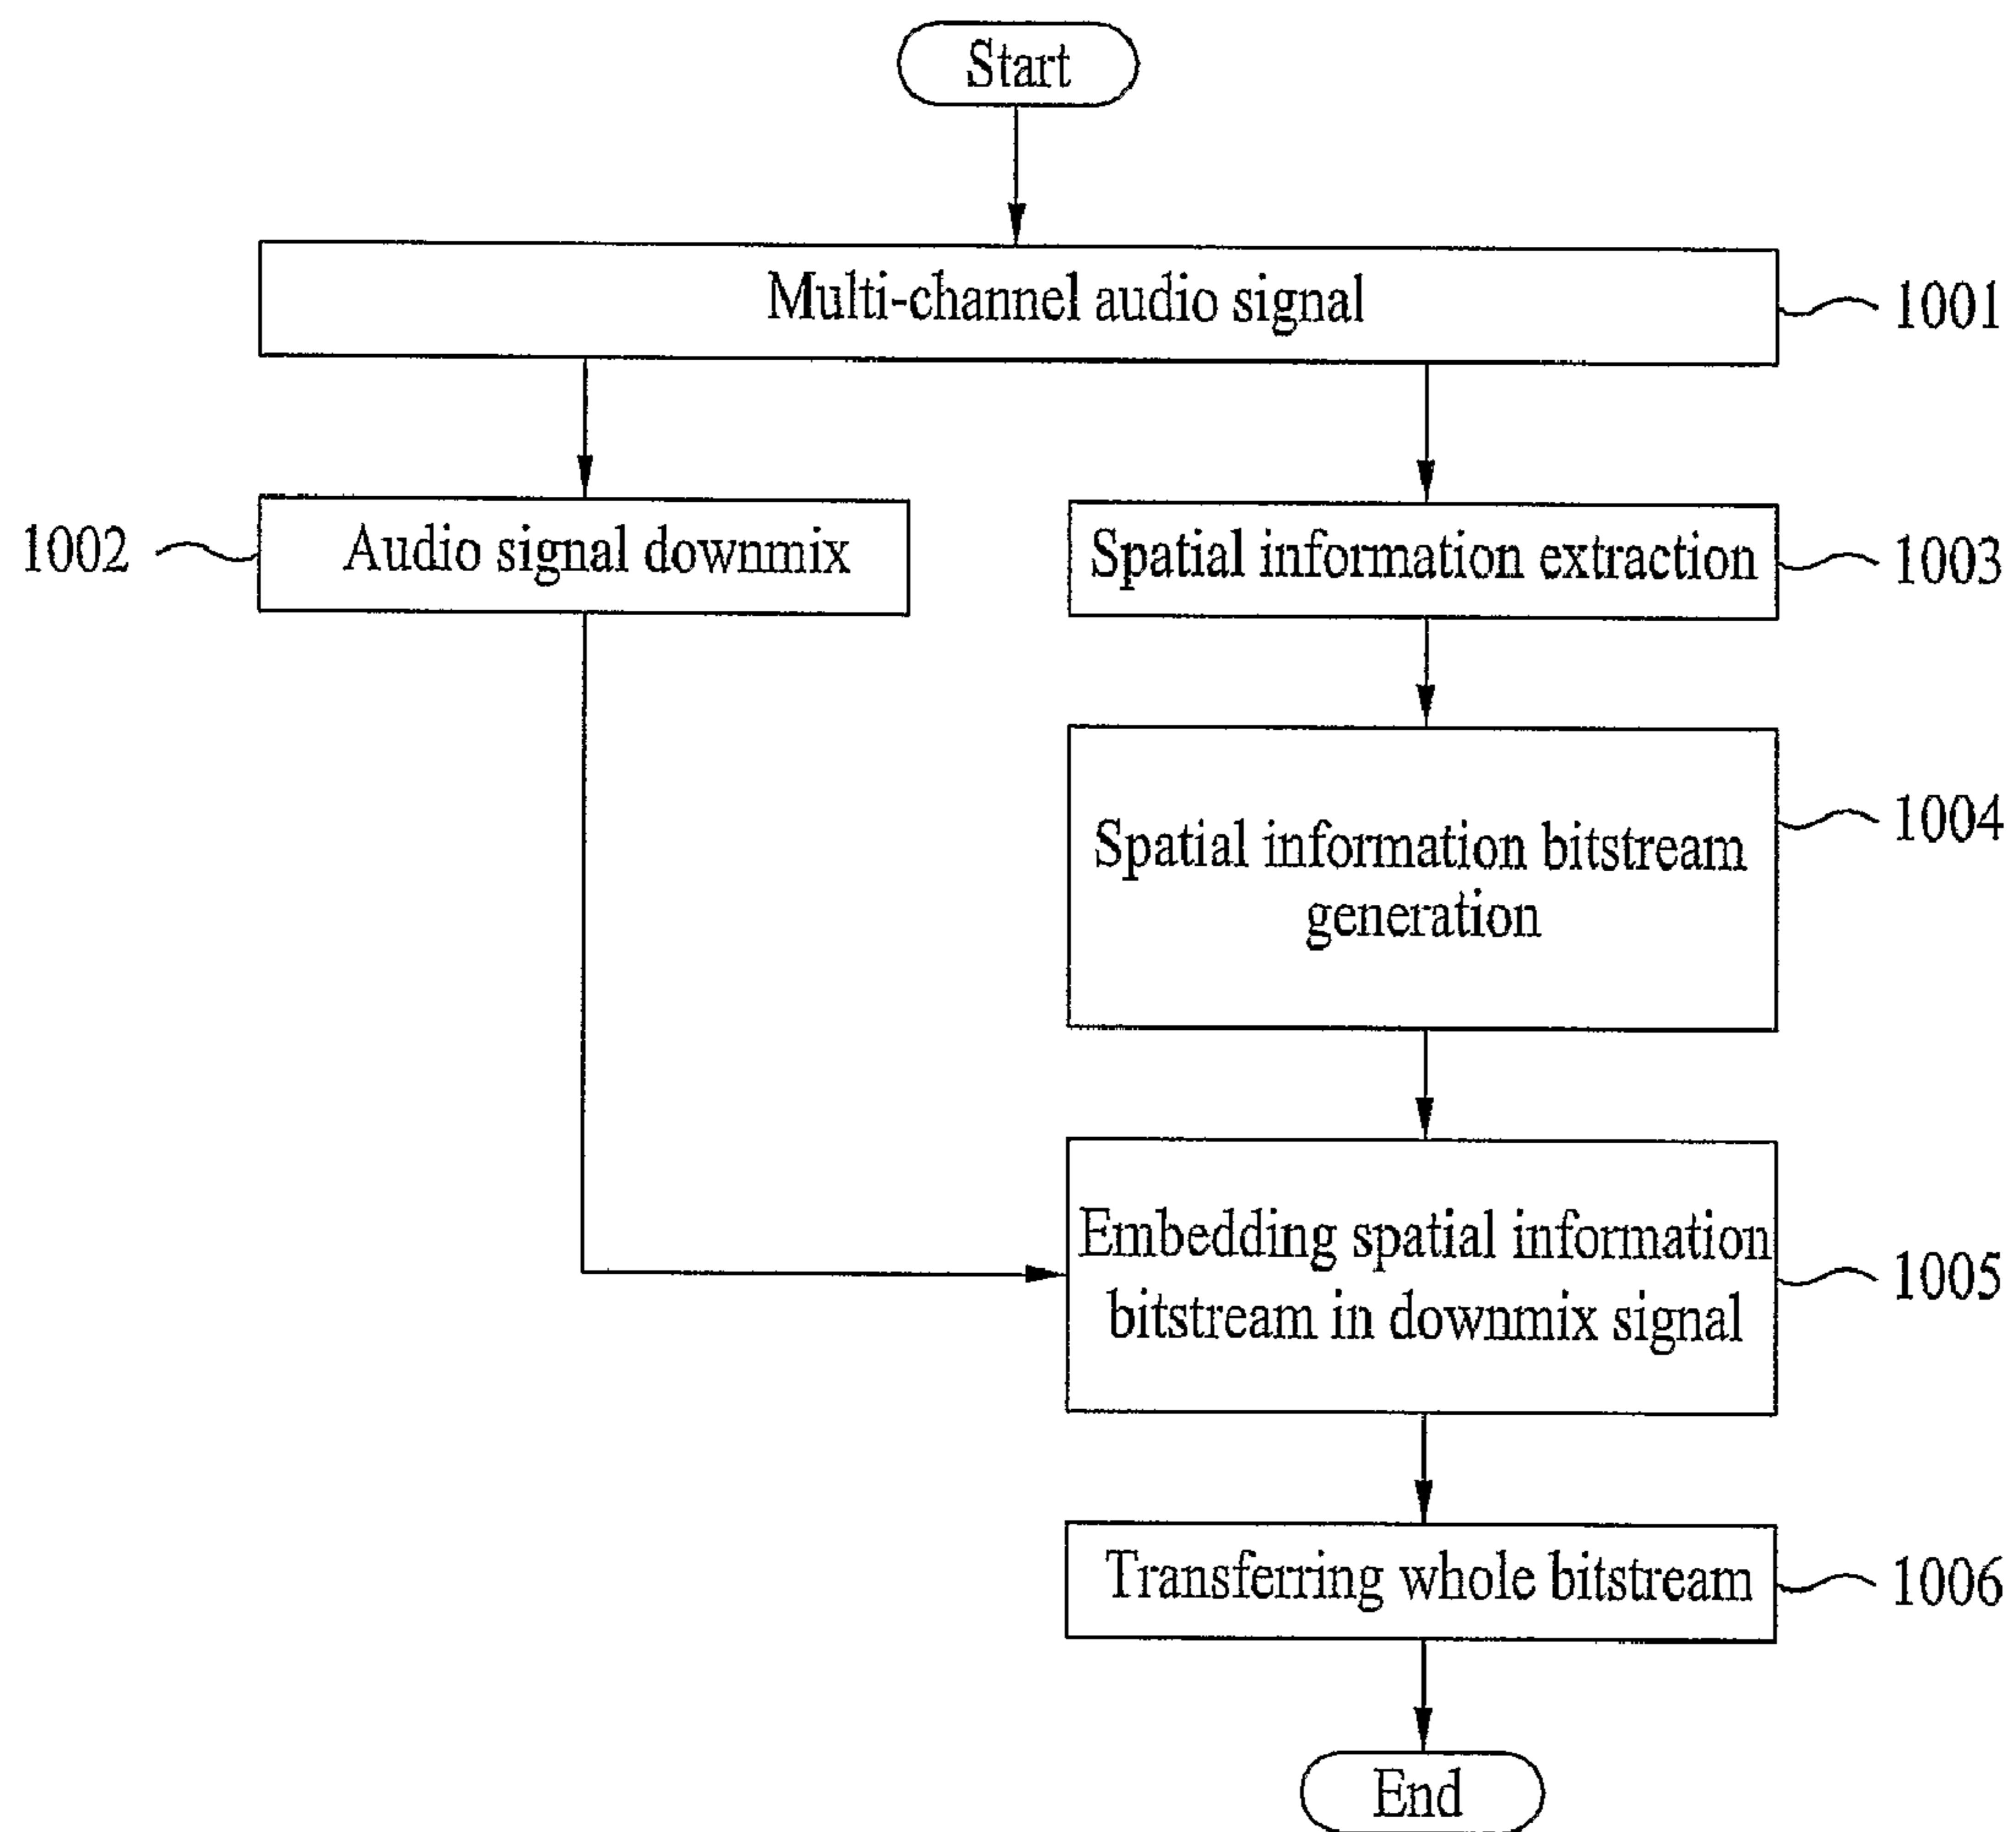 Start
Multi-channel audio signal
1001
1002
Audio signal downmix
Spatial information extraction
1003
Spatial information bitstream
generation
1004
Embedding spatial information
bitstream in downmix signal
1005
Transferring whole bitstream
1006
End